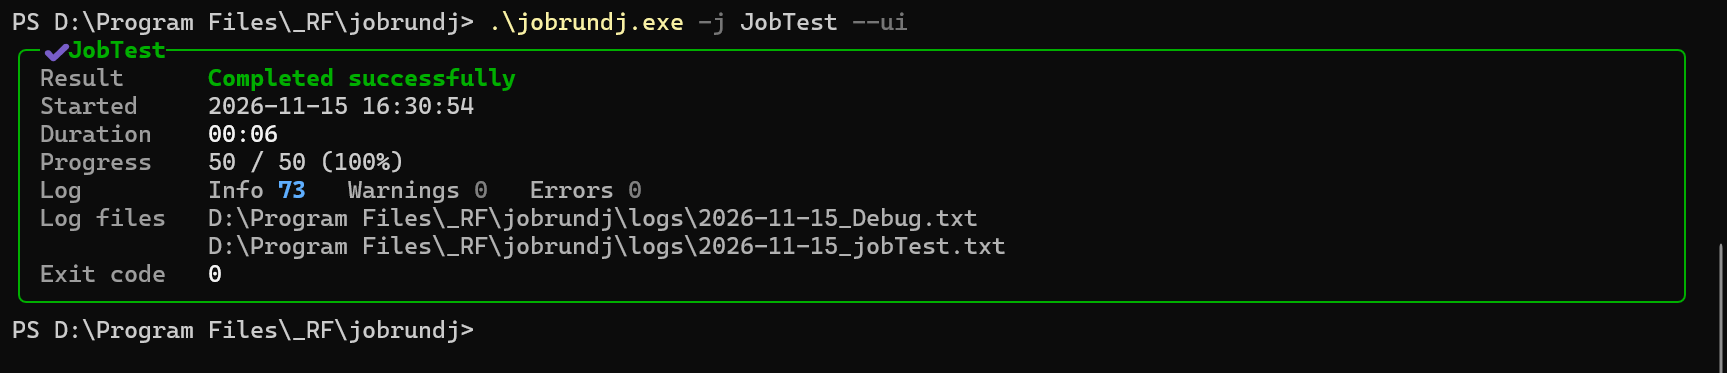 PS D:\Program Files\_RF\jobrundj> .\jobrundj.exe -j JobTest --ui
✔JobTest
Result Completed successfully
Started 2026-11-15 16:30:54
Duration 00:06
Progress 50 / 50 (100%)
Log Info 73 Warnings 0 Errors 0
Log files D:\Program Files\_RF\jobrundj\logs\2026-11-15_Debug.txt
D:\Program Files\_RF\jobrundj\logs\2026-11-15_jobTest.txt
Exit code 0
PS D:\Program Files\_RF\jobrundj>